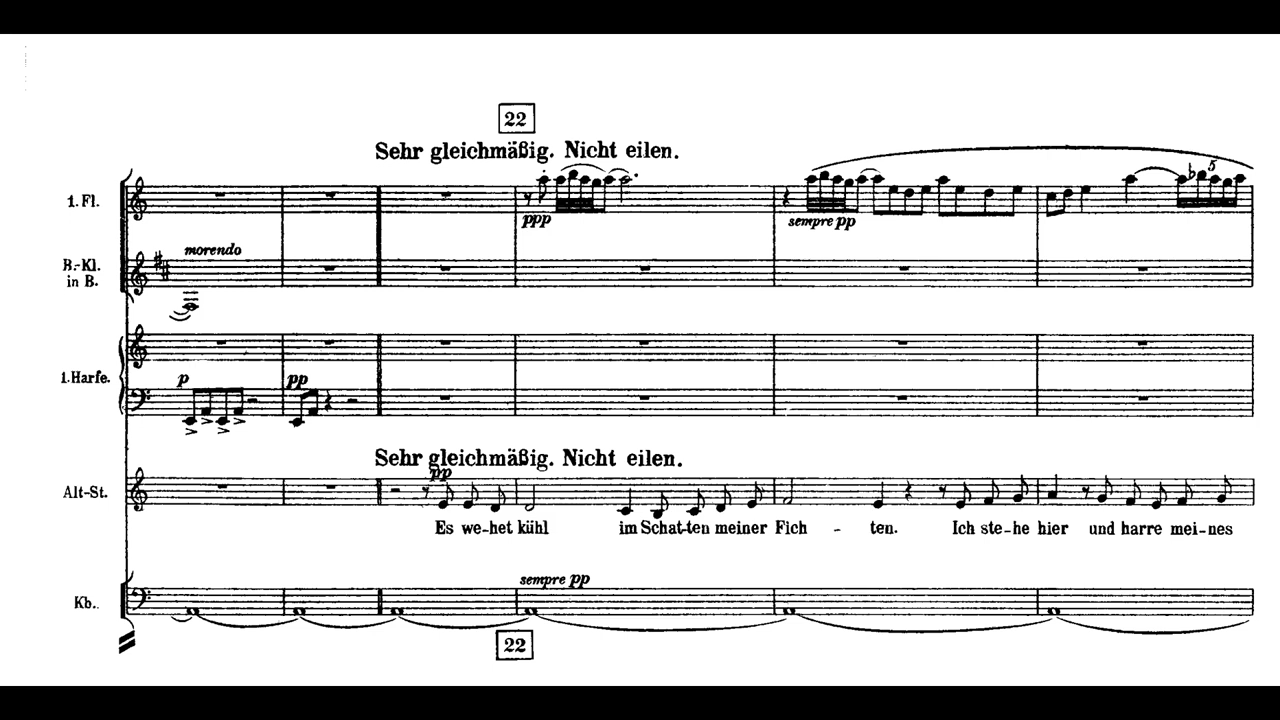 22
Sehr gleichmäßig. Nicht eilen.
1. Fl.
ppp
sempre pp
5
B.-Kl.
in B.
morendo
1.Harfe.
p
pp
Sehr gleichmäßig. Nicht eilen.
pp
Alt-St.
Es we-het kühl im Schat-ten meiner Fich - ten. Ich ste-he hier und harre mei-nes
sempre pp
Kb.
22